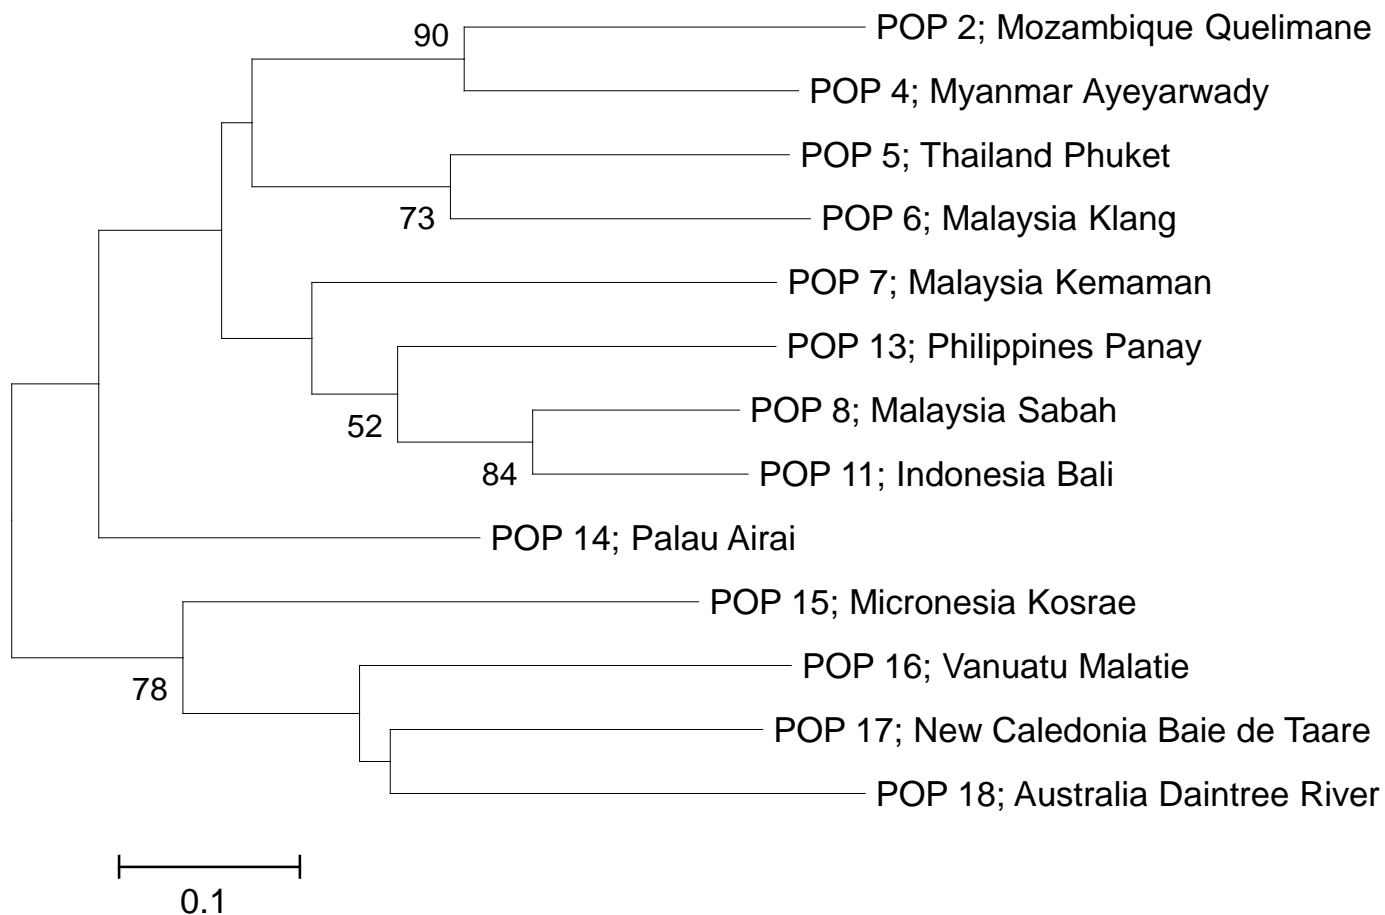 90
POP 2; Mozambique Quelimane
POP 4; Myanmar Ayeyarwady
POP 5; Thailand Phuket
73
POP 6; Malaysia Klang
POP 7; Malaysia Kemaman
POP 13; Philippines Panay
52
POP 8; Malaysia Sabah
84
POP 11; Indonesia Bali
POP 14; Palau Airai
POP 15; Micronesia Kosrae
78
POP 16; Vanuatu Malatie
POP 17; New Caledonia Baie de Taare
POP 18; Australia Daintree River
0.1